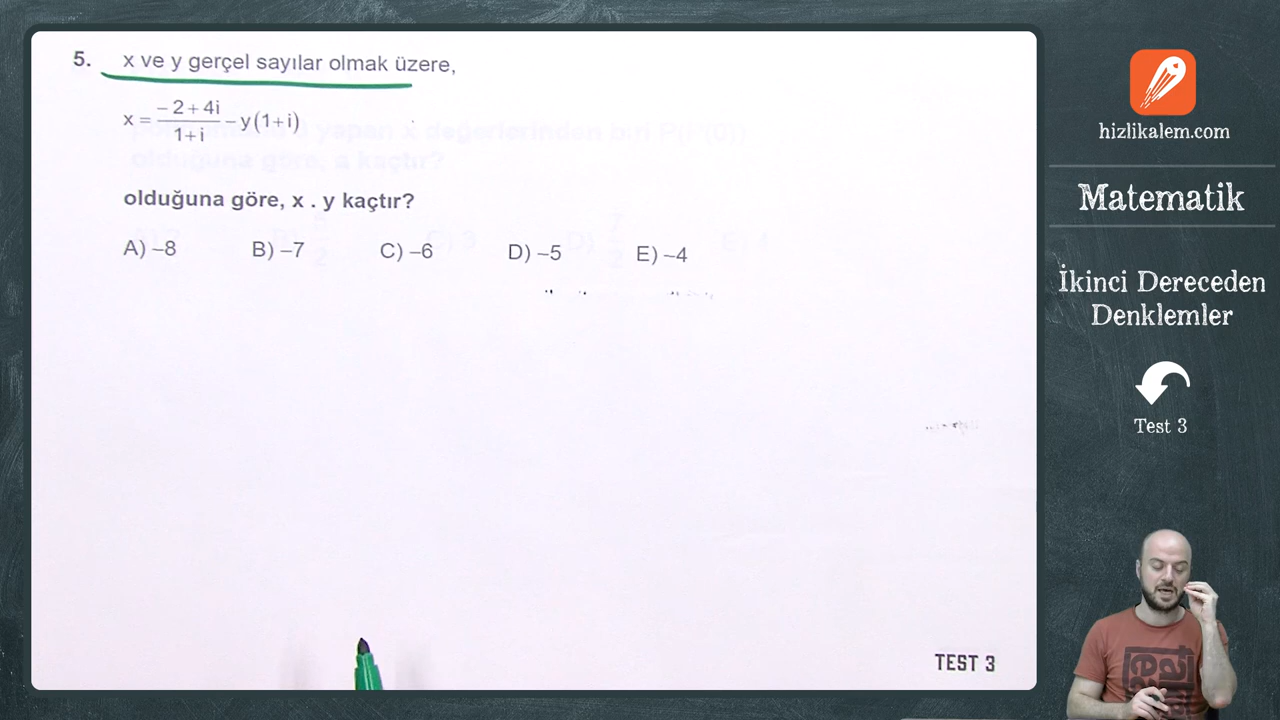 5. x ve y gerçel sayılar olmak üzere,
x = (-2+4i)/(1+i) - y(1+i)
olduğuna göre, x . y kaçtır?
A) –8 B) –7 C) –6 D) –5 E) –4
TEST 3
hizlikalem.com
Matematik
İkinci Dereceden
Denklemler
Test 3